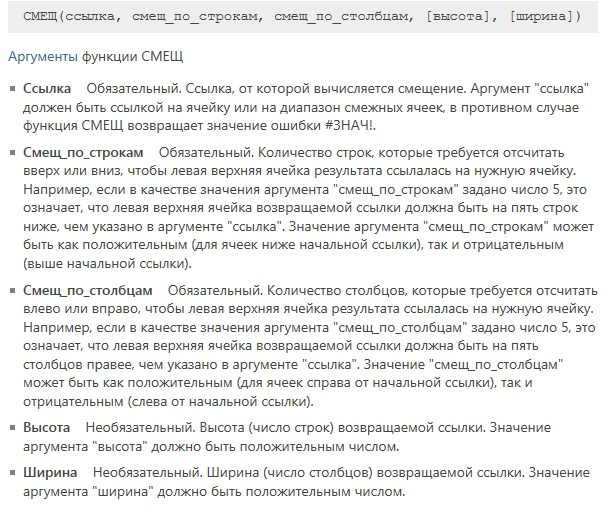 СМЕЩ(ссылка, смещ_по_строкам, смещ_по_столбцам, [высота], [ширина])
Аргументы функции СМЕЩ
Ссылка Обязательный. Ссылка, от которой вычисляется смещение. Аргумент "ссылка"
должен быть ссылкой на ячейку или на диапазон смежных ячеек, в противном случае
функция СМЕЩ возвращает значение ошибки #ЗНАЧ!.
Смещ_по_строкам Обязательный. Количество строк, которые требуется отсчитать
вверх или вниз, чтобы левая верхняя ячейка результата ссылалась на нужную ячейку.
Например, если в качестве значения аргумента "смещ_по_строкам" задано число 5, это
означает, что левая верхняя ячейка возвращаемой ссылки должна быть на пять строк
ниже, чем указано в аргументе "ссылка". Значение аргумента "смещ_по_строкам" может
быть как положительным (для ячеек ниже начальной ссылки), так и отрицательным
(выше начальной ссылки).
Смещ_по_столбцам Обязательный. Количество столбцов, которые требуется отсчитать
влево или вправо, чтобы левая верхняя ячейка результата ссылалась на нужную ячейку.
Например, если в качестве значения аргумента "смещ_по_столбцам" задано число 5, это
означает, что левая верхняя ячейка возвращаемой ссылки должна быть на пять
столбцов правее, чем указано в аргументе "ссылка". Значение "смещ_по_столбцам"
может быть как положительным (для ячеек справа от начальной ссылки), так и
отрицательным (слева от начальной ссылки).
Высота Необязательный. Высота (число строк) возвращаемой ссылки. Значение
аргумента "высота" должно быть положительным числом.
Ширина Необязательный. Ширина (число столбцов) возвращаемой ссылки. Значение
аргумента "ширина" должно быть положительным числом.